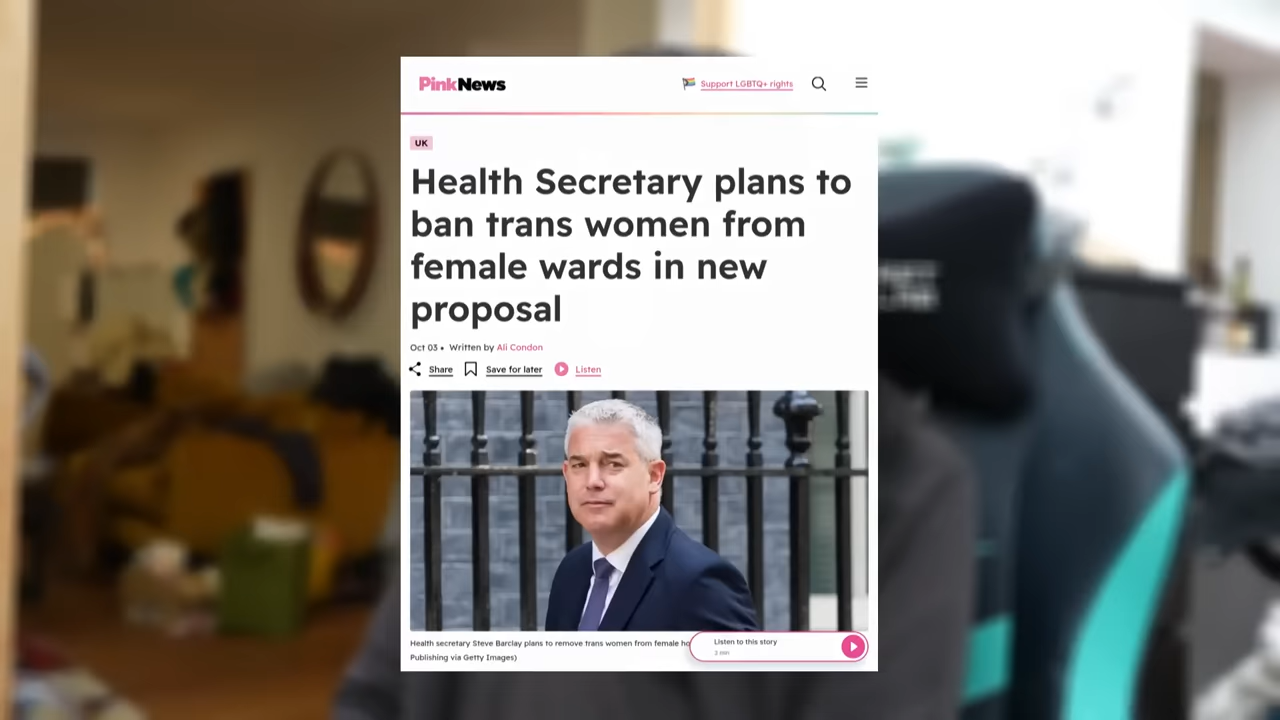 PinkNews
Support LGBTQ+ rights
UK
Health Secretary plans to
ban trans women from
female wards in new
proposal
Oct 03 • Written by Ali Condon
Share
Save for later
Listen
Health secretary Steve Barclay plans to remove trans women from female
Publishing via Getty Images)
Listen to this story
3 min